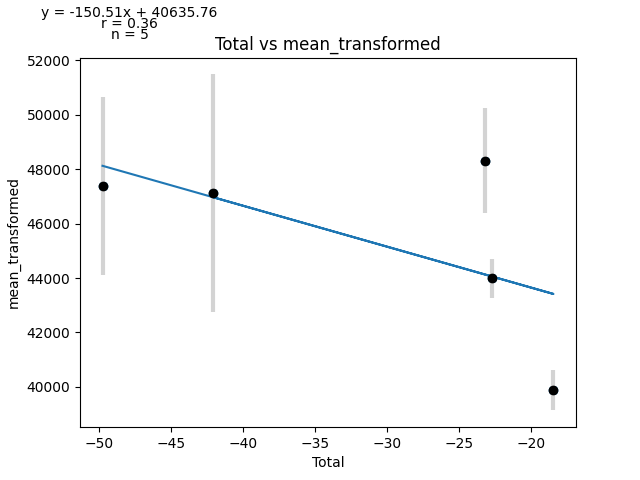 y = -150.51x + 40635.76
r = 0.36
n = 5
Total vs mean_transformed
52000
50000
48000
46000
44000
42000
40000
mean_transformed
−50
−45
−40
−35
−30
−25
−20
Total